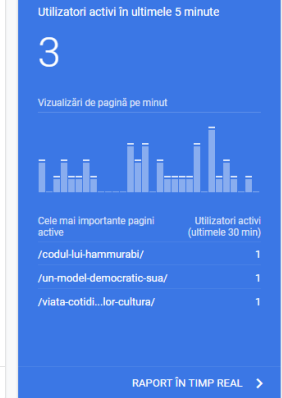 Utilizatori activi în ultimele 5 minute
3
Vizualizări de pagină pe minut
Cele mai importante pagini active
Utilizatori activi (ultimele 30 min)
/codul-lui-hammurabi/ 1
/un-model-democratic-sua/ 1
/viata-cotidi...lor-cultura/ 1
RAPORT ÎN TIMP REAL